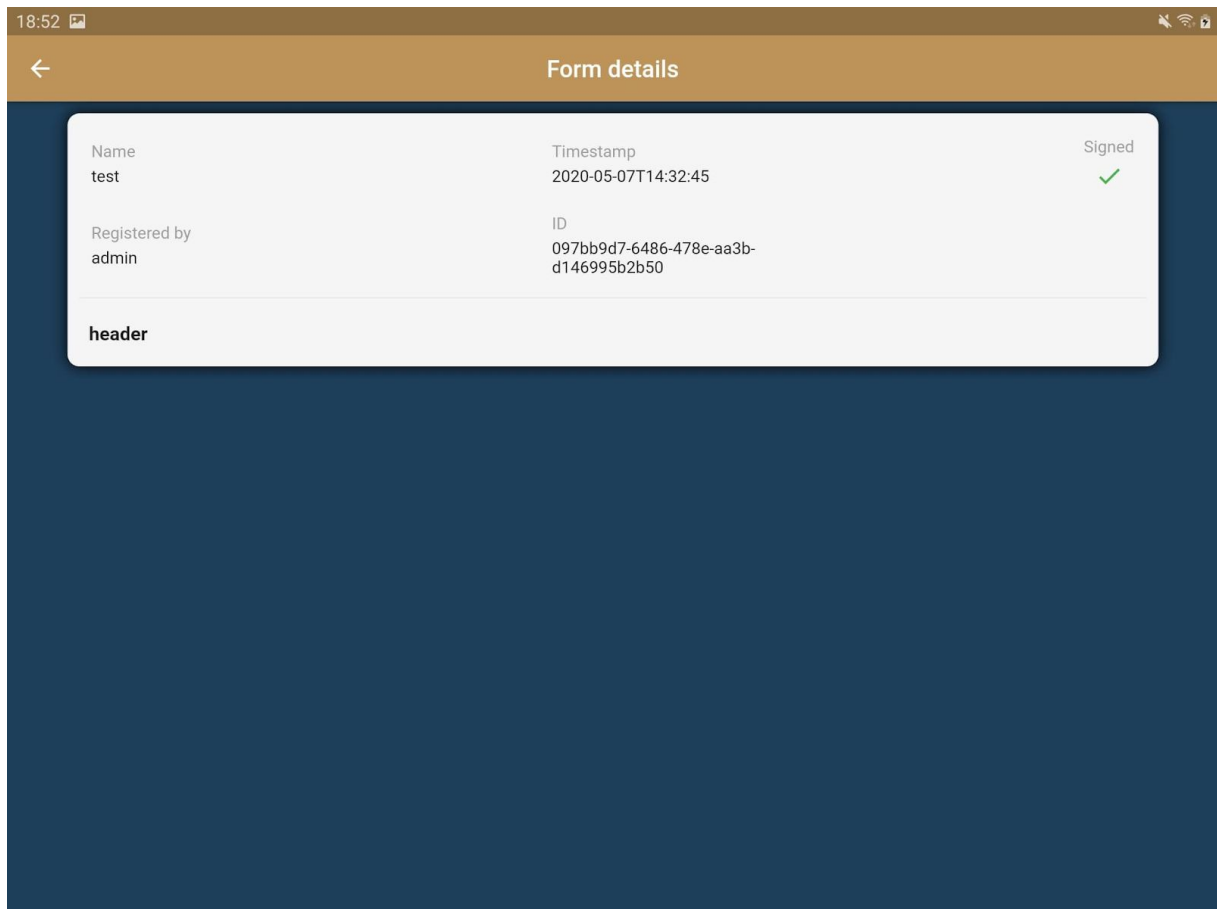 18:52
Form details
Name
test
Timestamp
2020-05-07T14:32:45
Signed
Registered by
admin
ID
097bb9d7-6486-478e-aa3b-
d146995b2b50
header